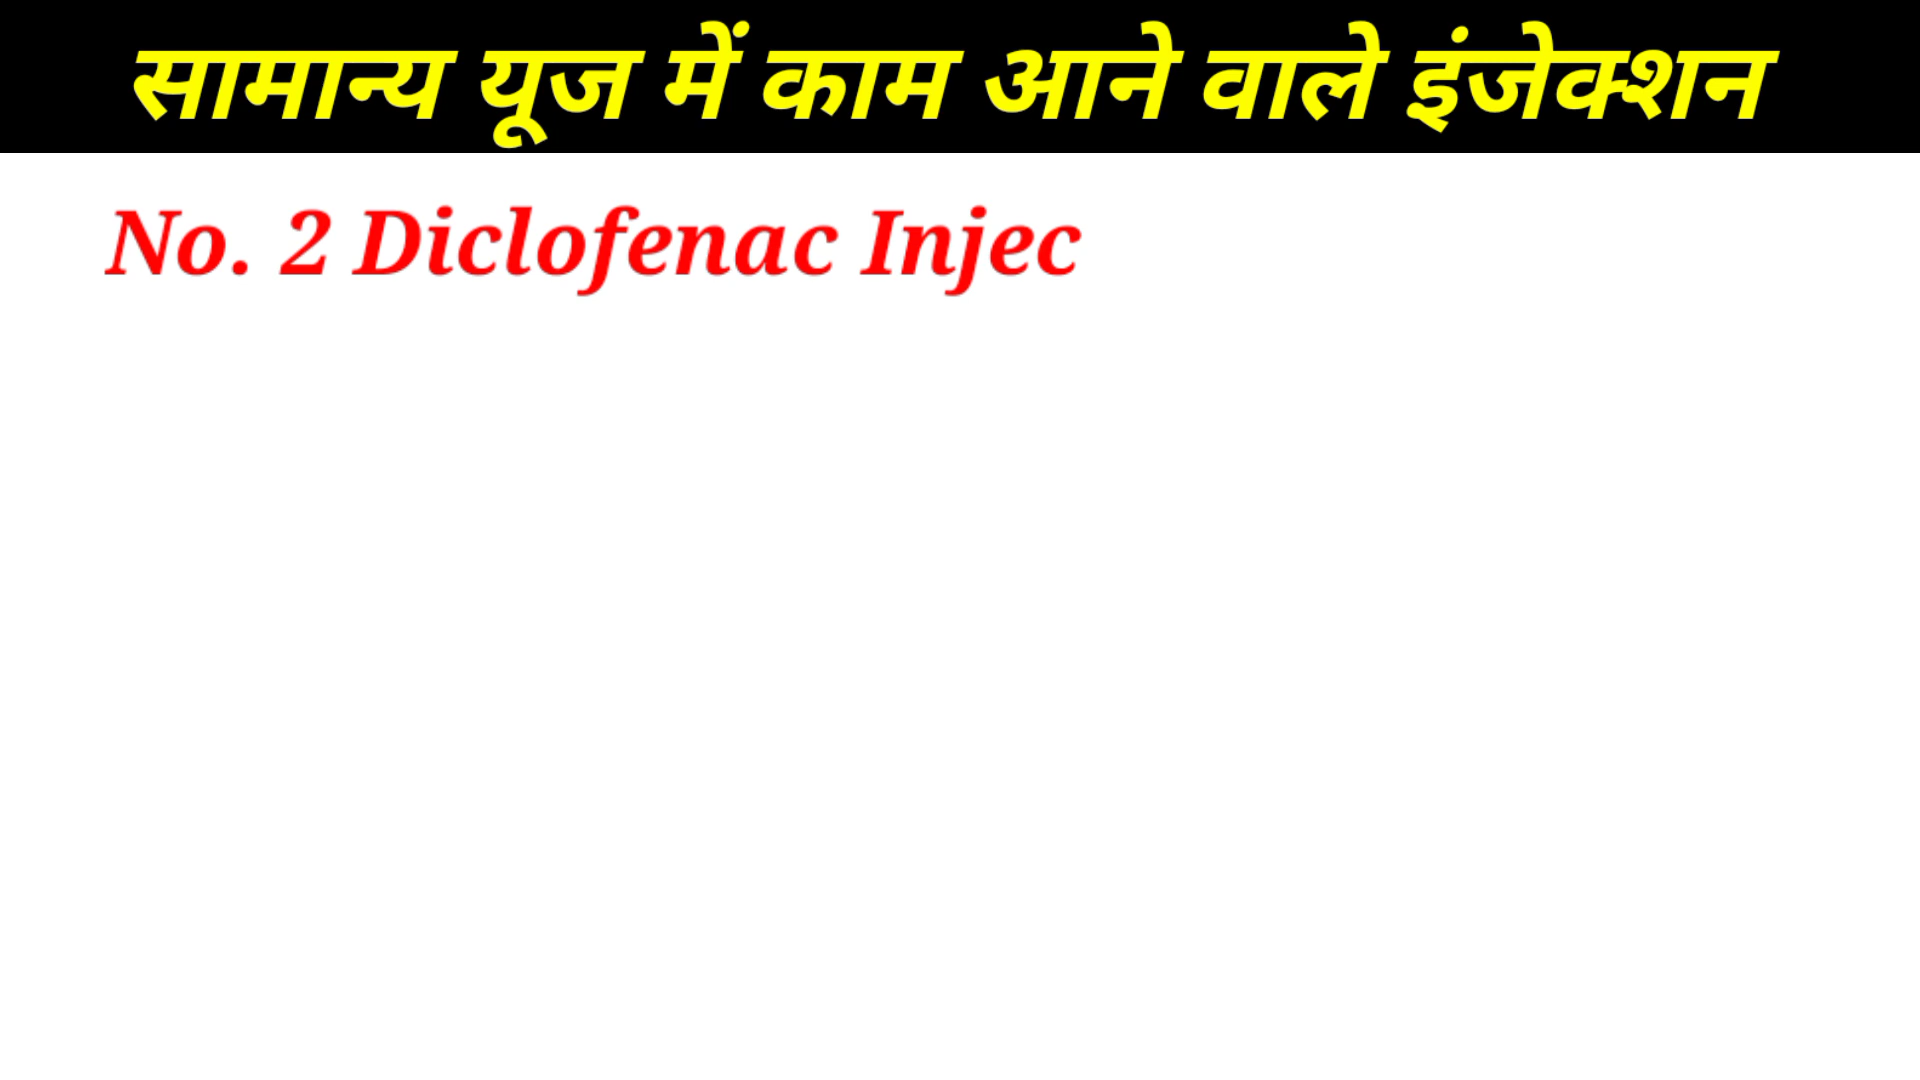 सामान्य यूज में काम आने वाले इंजेक्शन
No. 2 Diclofenac Injec